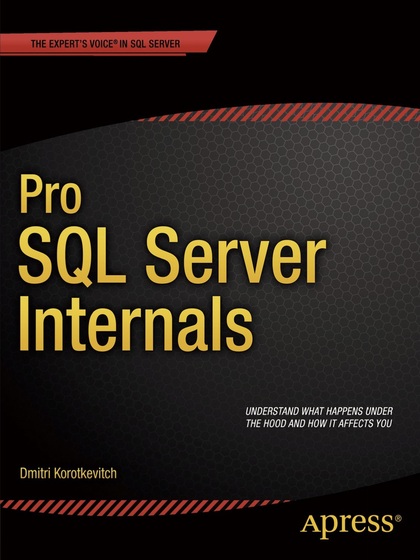 THE EXPERT'S VOICE® IN SQL SERVER
Pro
SQL Server
Internals
UNDERSTAND WHAT HAPPENS UNDER
THE HOOD AND HOW IT AFFECTS YOU
Dmitri Korotkevitch
Apress®